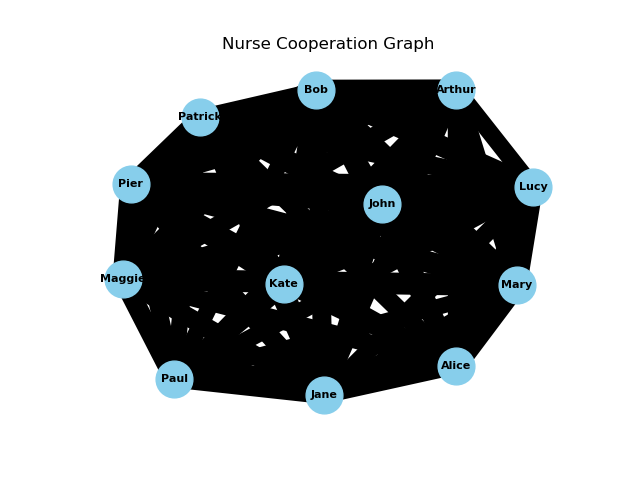 Nurse Cooperation Graph
Bob
Arthur
Patrick
Pier
Lucy
John
Maggie
Kate
Mary
Alice
Paul
Jane